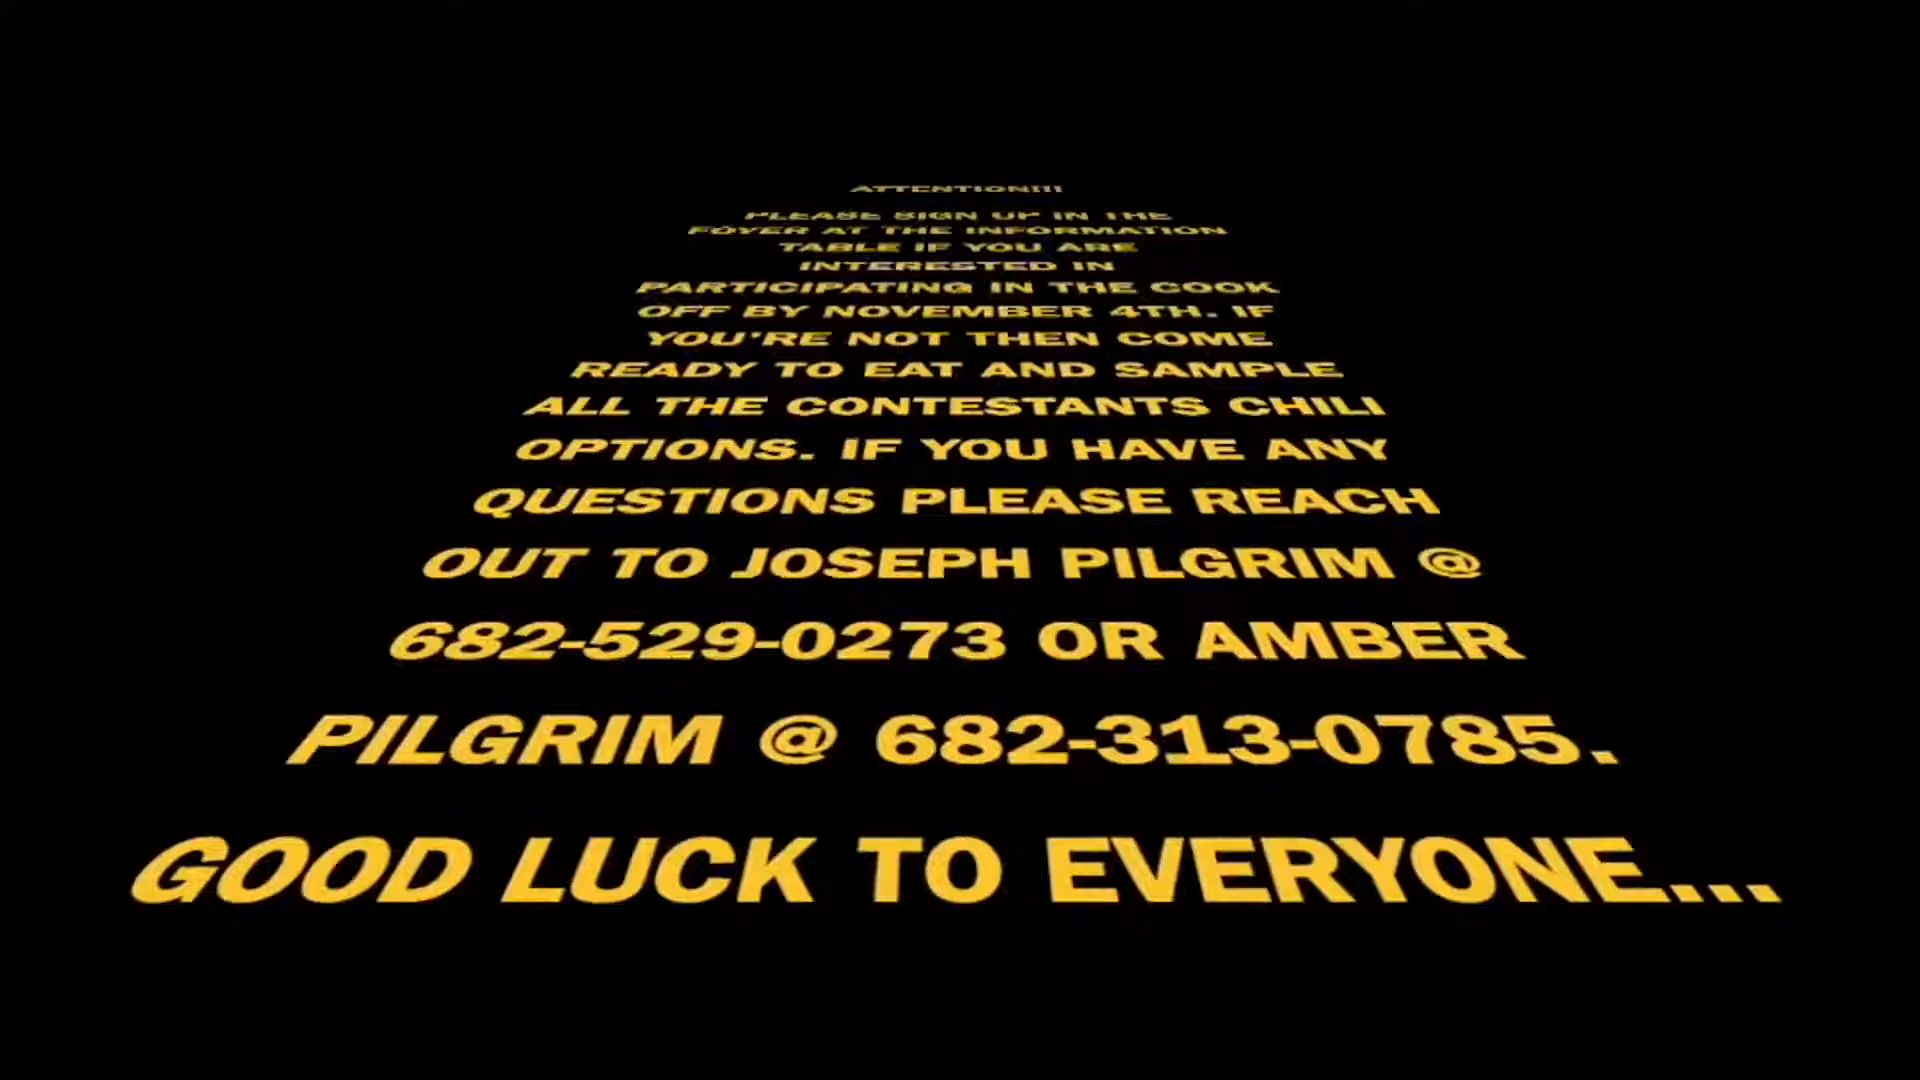 ATTENTION!!!
PLEASE SIGN UP IN THE
FOYER AT THE INFORMATION
TABLE IF YOU ARE
INTERESTED IN
PARTICIPATING IN THE COOK
OFF BY NOVEMBER 4TH. IF
YOU'RE NOT THEN COME
READY TO EAT AND SAMPLE
ALL THE CONTESTANTS CHILI
OPTIONS. IF YOU HAVE ANY
QUESTIONS PLEASE REACH
OUT TO JOSEPH PILGRIM @
682-529-0273 OR AMBER
PILGRIM @ 682-313-0785.
GOOD LUCK TO EVERYONE...